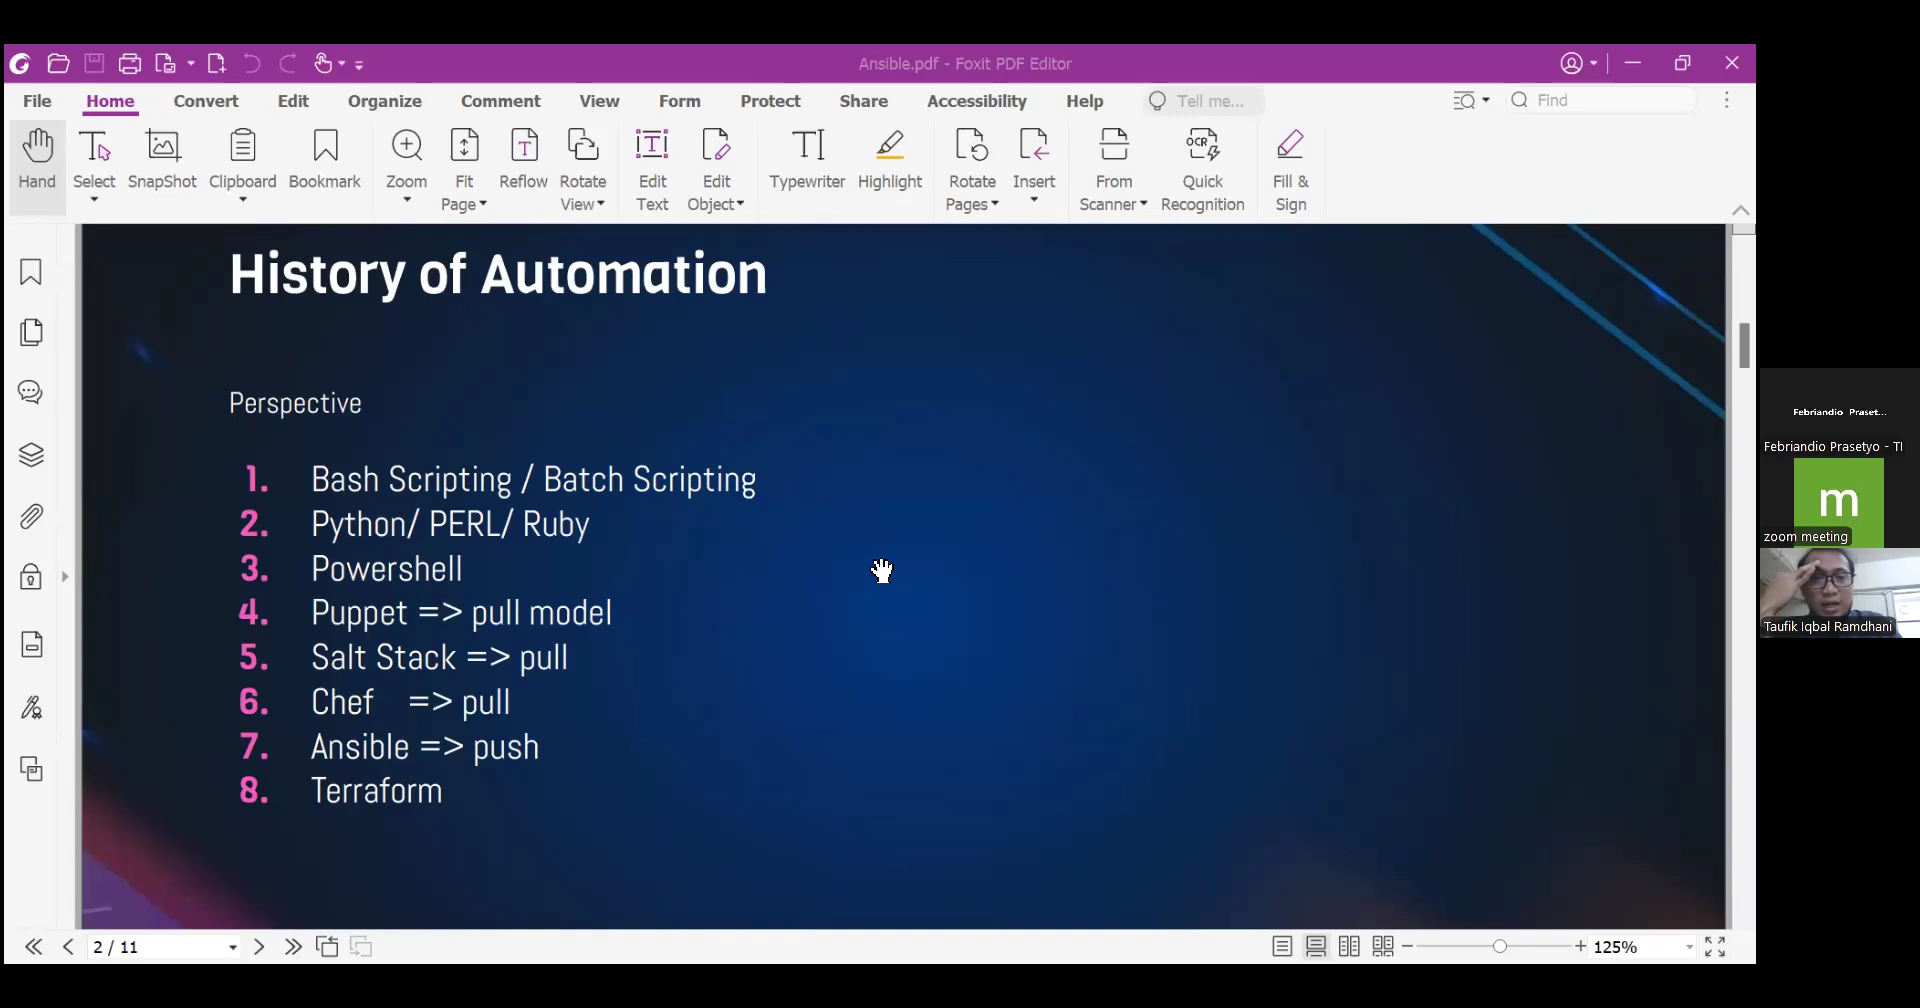 Ansible.pdf - Foxit PDF Editor
File Home Convert Edit Organize Comment View Form Protect Share Accessibility Help Tell me... Find
Hand Select SnapShot Clipboard Bookmark Zoom Fit Page Reflow Rotate View Edit Text Edit Object Typewriter Highlight Rotate Pages Insert From Scanner OCR Quick Recognition Fill & Sign
History of Automation
Perspective
1. Bash Scripting / Batch Scripting
2. Python/ PERL/ Ruby
3. Powershell
4. Puppet => pull model
5. Salt Stack => pull
6. Chef => pull
7. Ansible => push
8. Terraform
Febriandio Praset...
Febriandio Prasetyo - TI
m
zoom meeting
Taufik Iqbal Ramdhani
2 / 11
125%